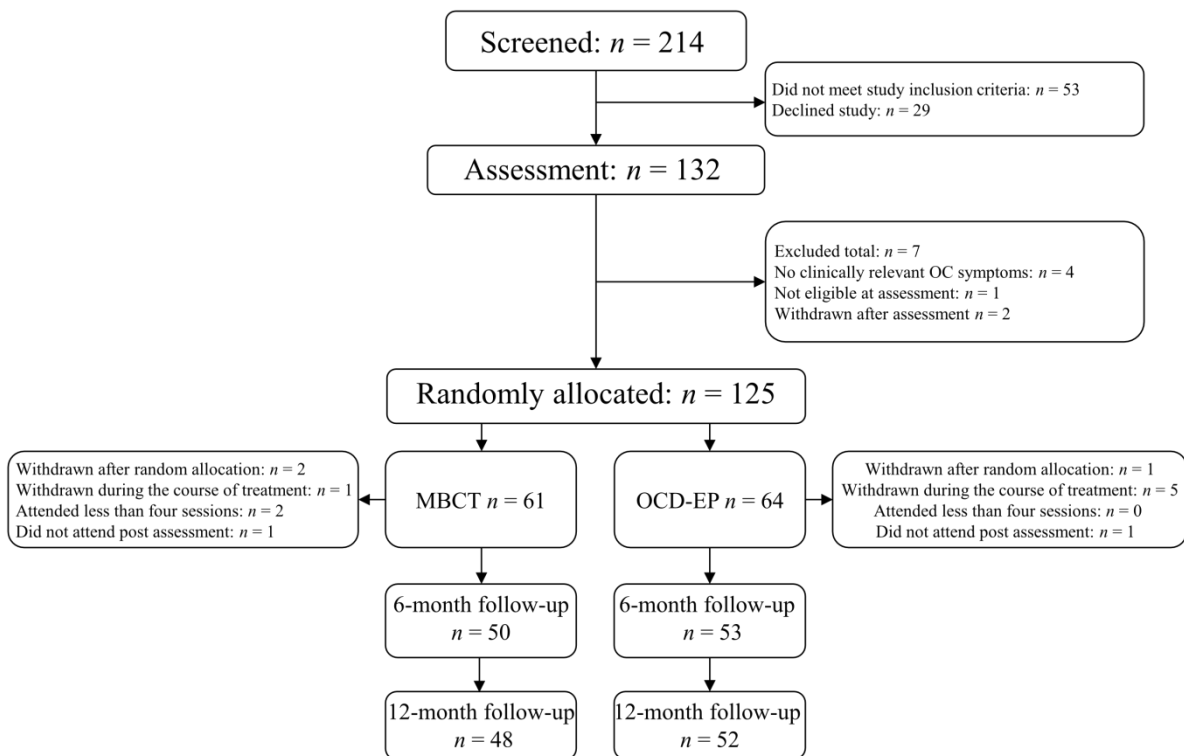 Screened: n = 214
Did not meet study inclusion criteria: n = 53
Declined study: n = 29
Assessment: n = 132
Excluded total: n = 7
No clinically relevant OC symptoms: n = 4
Not eligible at assessment: n = 1
Withdrawn after assessment n = 2
Randomly allocated: n = 125
Withdrawn after random allocation: n = 2
Withdrawn during the course of treatment: n = 1
Attended less than four sessions: n = 2
Did not attend post assessment: n = 1
MBCT n = 61
OCD-EP n = 64
Withdrawn after random allocation: n = 1
Withdrawn during the course of treatment: n = 5
Attended less than four sessions: n = 0
Did not attend post assessment: n = 1
6-month follow-up
n = 50
6-month follow-up
n = 53
12-month follow-up
n = 48
12-month follow-up
n = 52